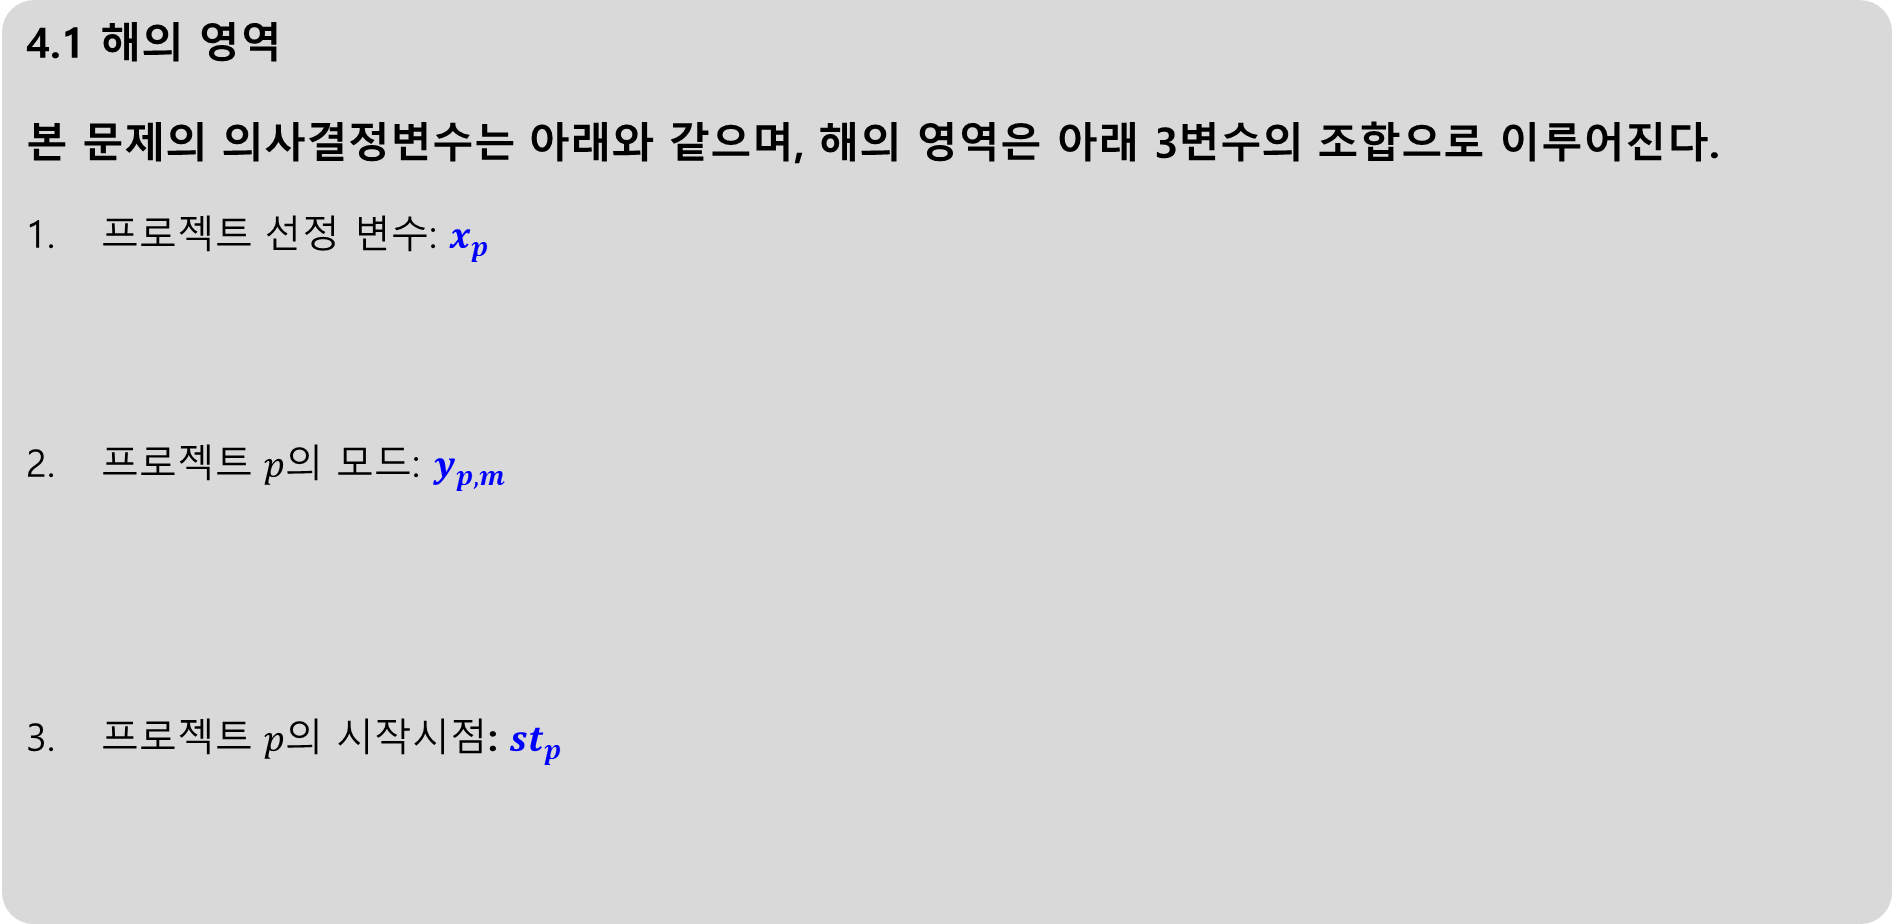 4.1 해의 영역
본 문제의 의사결정변수는 아래와 같으며, 해의 영역은 아래 3변수의 조합으로 이루어진다.
1. 프로젝트 선정 변수: x_p
2. 프로젝트 p의 모드: y_{p,m}
3. 프로젝트 p의 시작시점: st_p